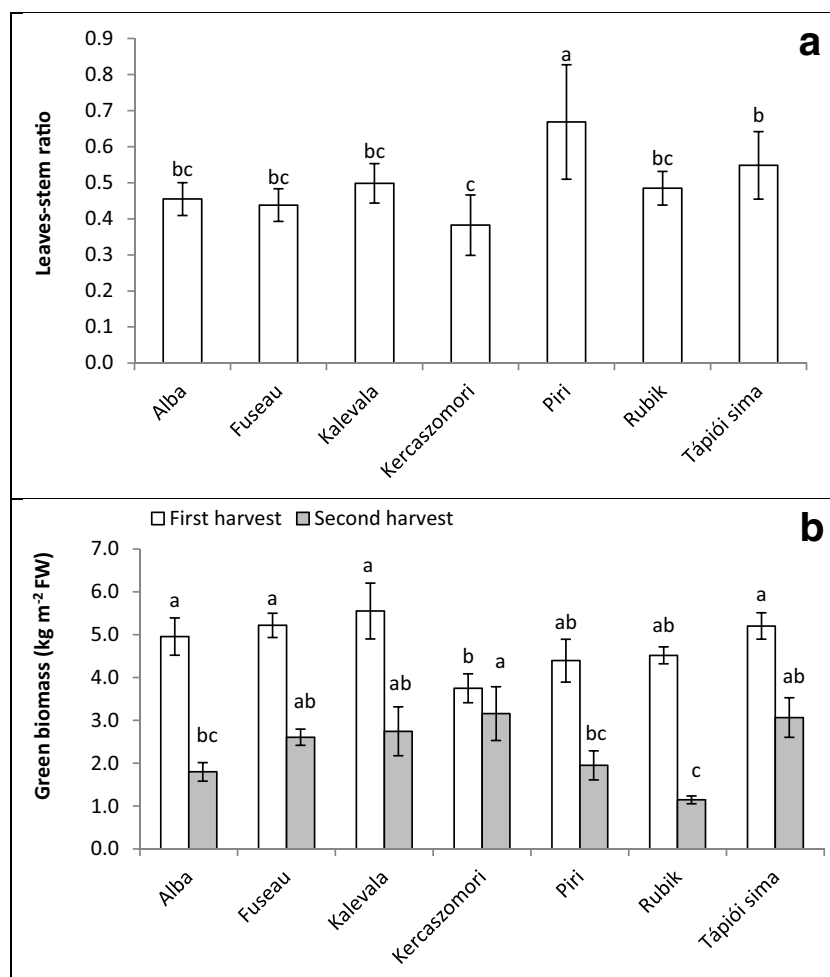 a
Leaves-stem ratio
0.9
0.8
0.7
0.6
0.5
0.4
0.3
0.2
0.1
0.0
bc
bc
bc
c
a
bc
b
Alba
Fuseau
Kalevala
Kercaszomori
Piri
Rubik
Tápiói sima
b
First harvest Second harvest
Green biomass (kg m⁻² FW)
7.0
6.0
5.0
4.0
3.0
2.0
1.0
0.0
a
bc
a
ab
a
ab
b
a
ab
bc
ab
c
a
ab
Alba
Fuseau
Kalevala
Kercaszomori
Piri
Rubik
Tápiói sima